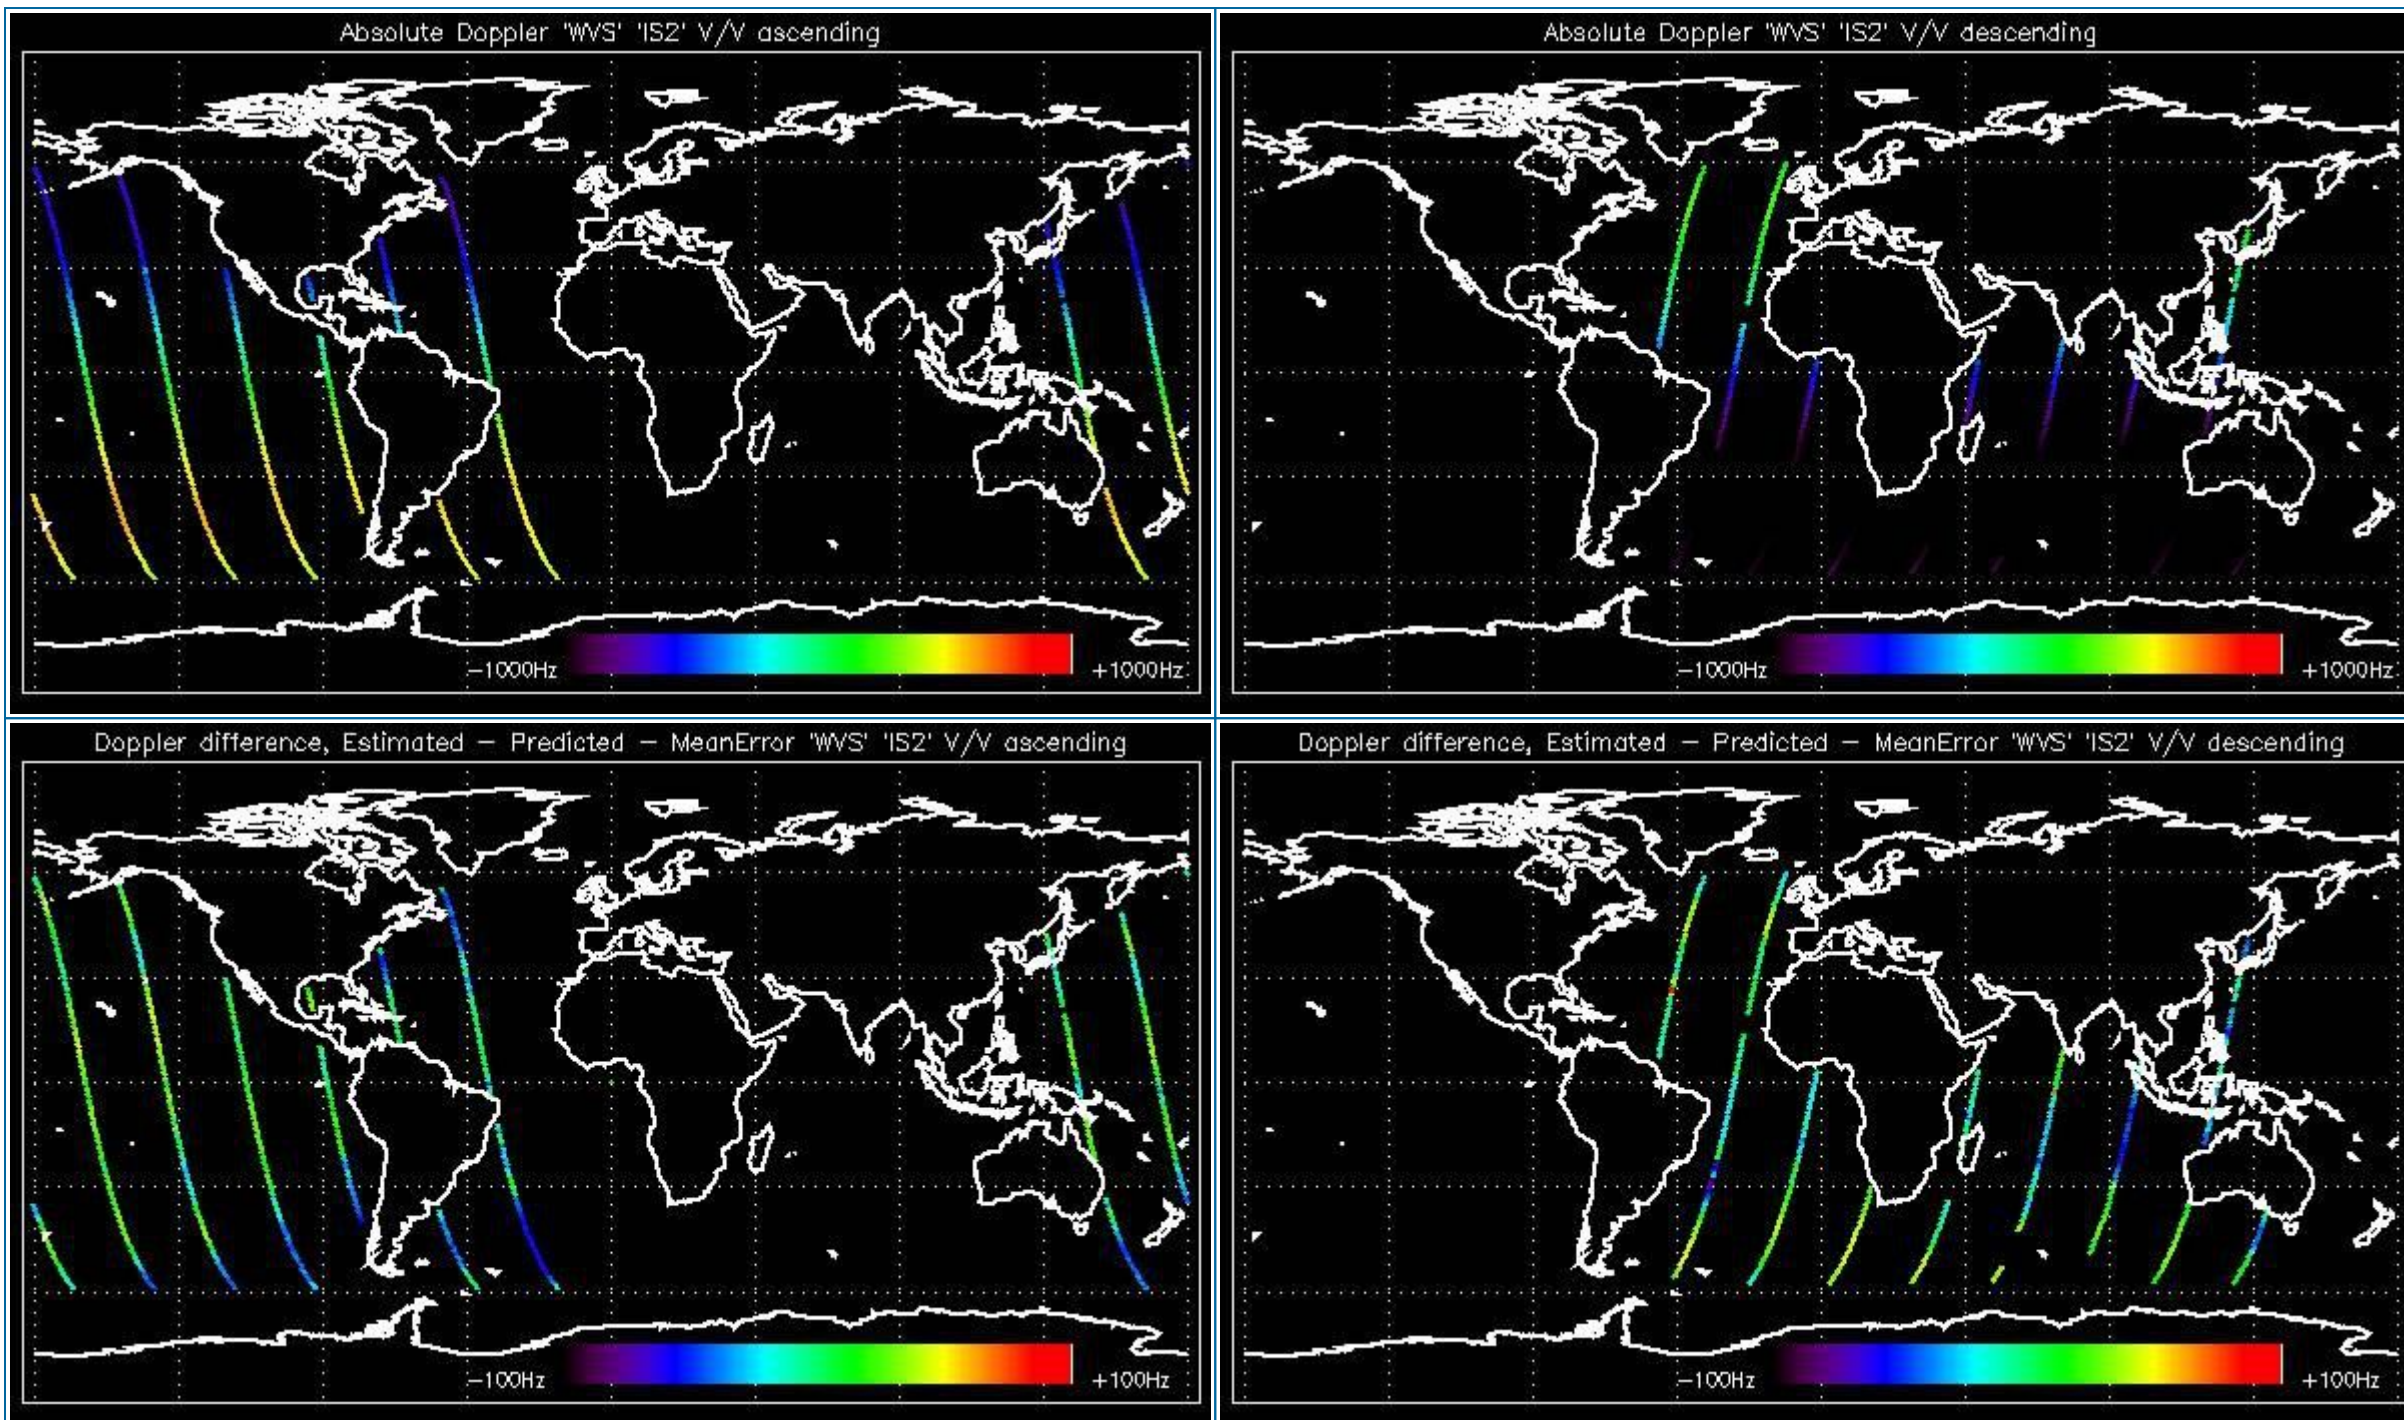 Absolute Doppler 'WVS' 'IS2' V/V ascending
-1000Hz
+1000Hz
Absolute Doppler 'WVS' 'IS2' V/V descending
-1000Hz
+1000Hz
Doppler difference, Estimated - Predicted - MeanError 'WVS' 'IS2' V/V ascending
-100Hz
+100Hz
Doppler difference, Estimated - Predicted - MeanError 'WVS' 'IS2' V/V descending
-100Hz
+100Hz